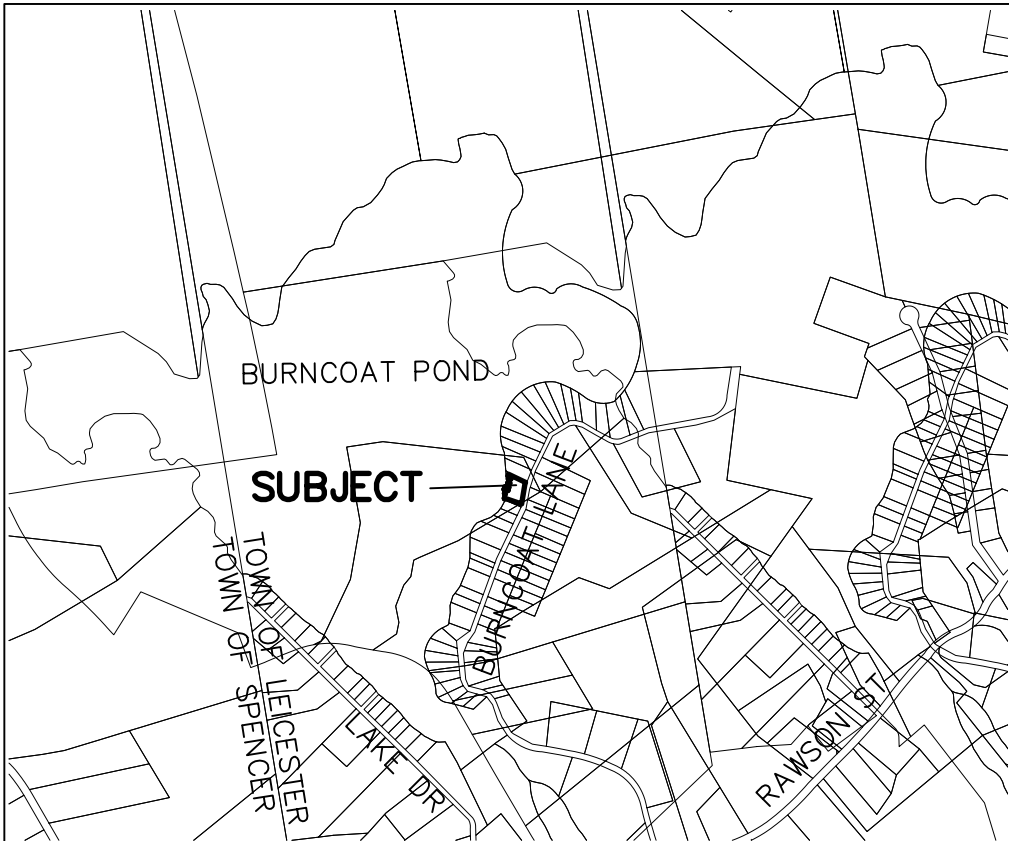 BURNCOAT POND
SUBJECT
BURNCOAT LANE
TOWN OF LEICESTER
TOWN OF SPENCER
LAKE DR
RAWSON ST